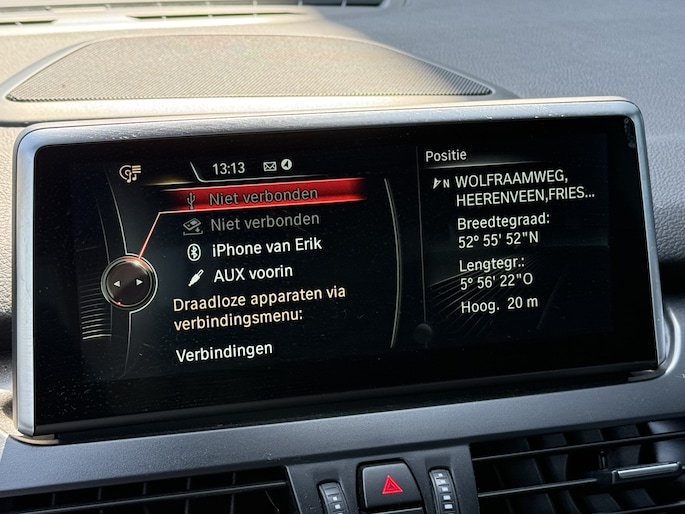 13:13
Niet verbonden
Niet verbonden
iPhone van Erik
AUX voorin
Draadloze apparaten via
verbindingsmenu:
Verbindingen
Positie
N WOLFRAAMWEG,
HEERENVEEN,FRIES...
Breedtegraad:
52° 55' 52"N
Lengtegr.:
5° 56' 22"O
Hoog. 20 m